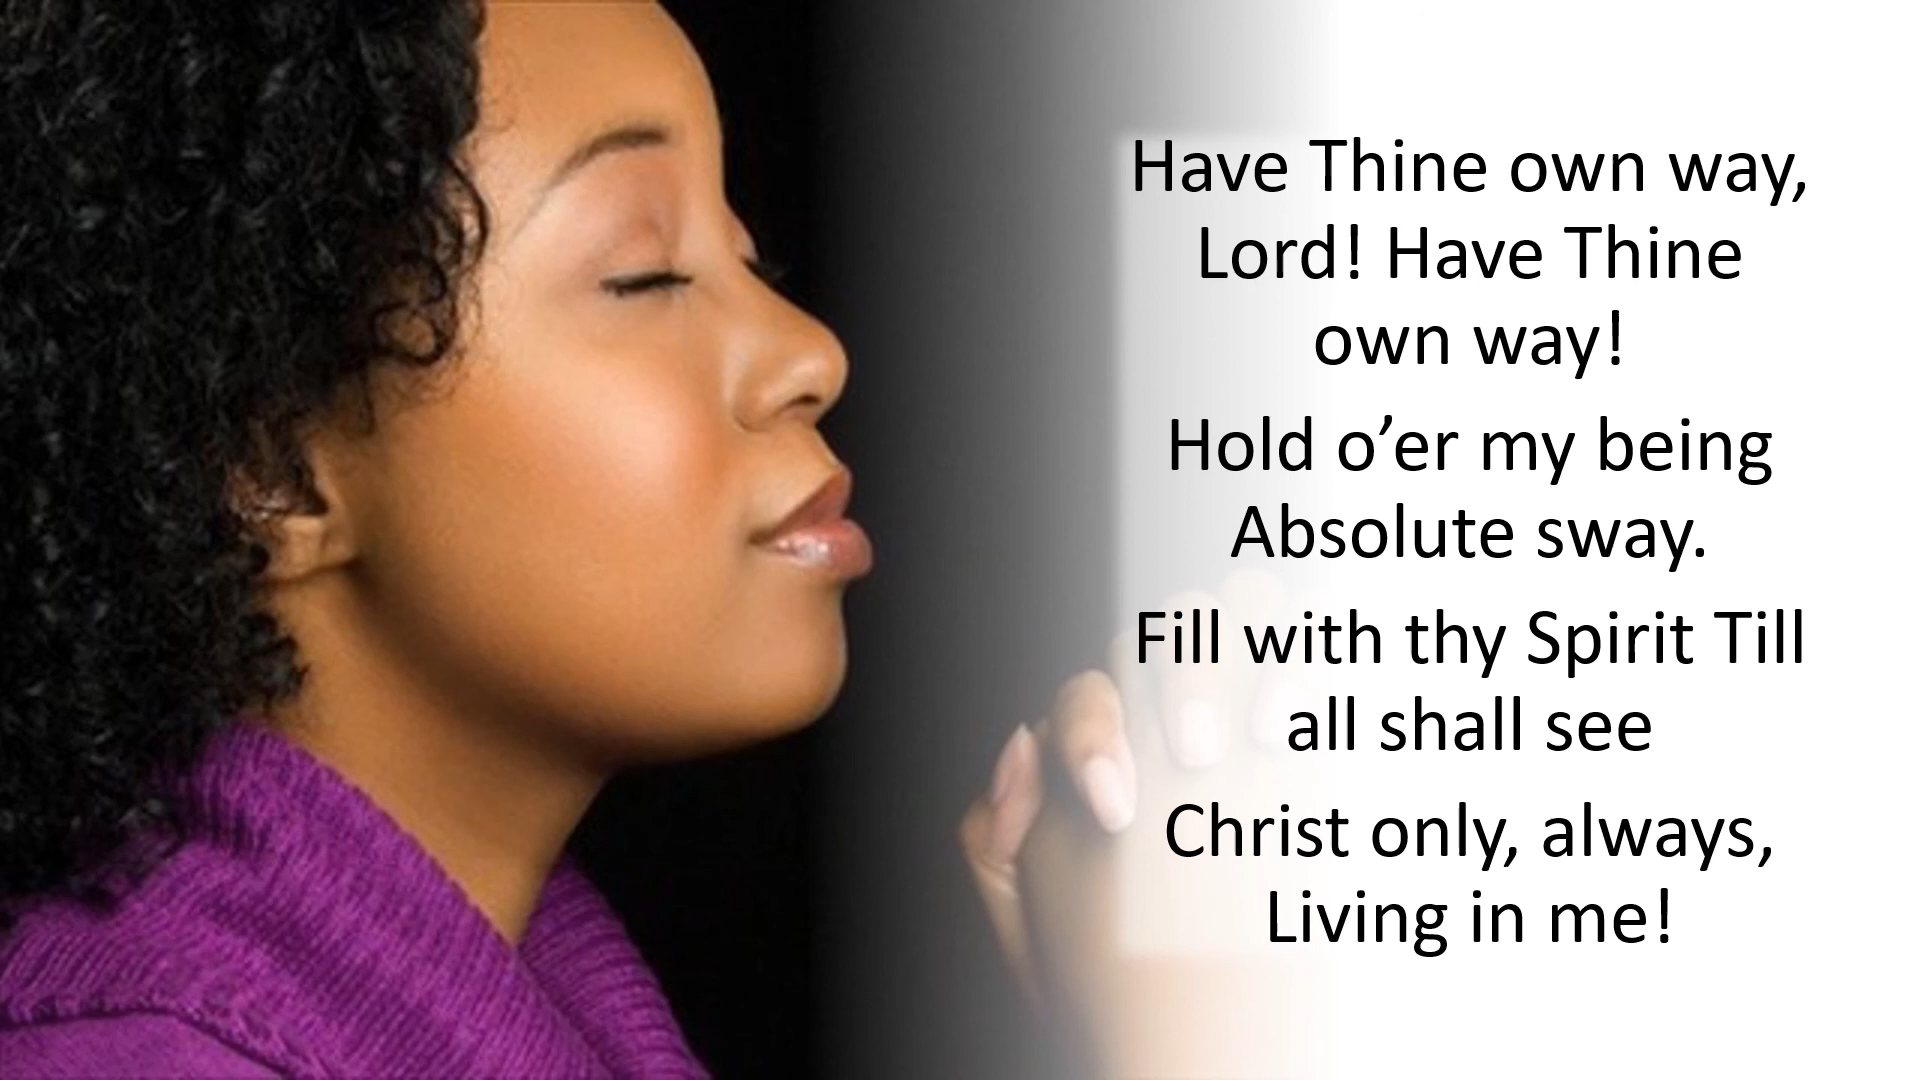 Have Thine own way,
Lord! Have Thine
own way!
Hold o’er my being
Absolute sway.
Fill with thy Spirit Till
all shall see
Christ only, always,
Living in me!